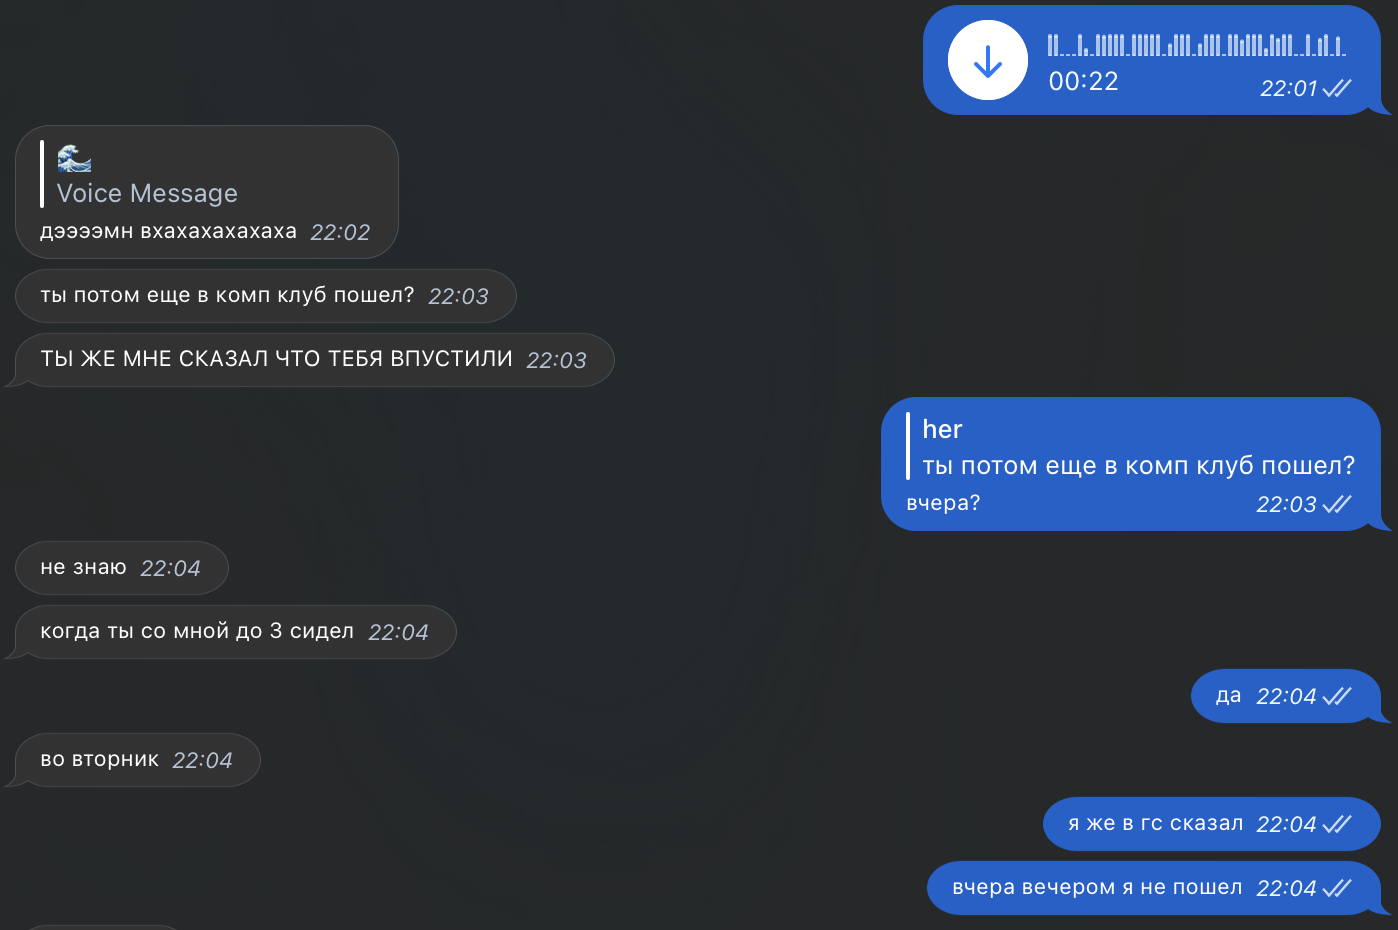 00:22
22:01
🌊
Voice Message
дээээмн вхахахахахаха 22:02
ты потом еще в комп клуб пошел? 22:03
ТЫ ЖЕ МНЕ СКАЗАЛ ЧТО ТЕБЯ ВПУСТИЛИ 22:03
her
ты потом еще в комп клуб пошел?
вчера? 22:03
не знаю 22:04
когда ты со мной до 3 сидел 22:04
да 22:04
во вторник 22:04
я же в гс сказал 22:04
вчера вечером я не пошел 22:04